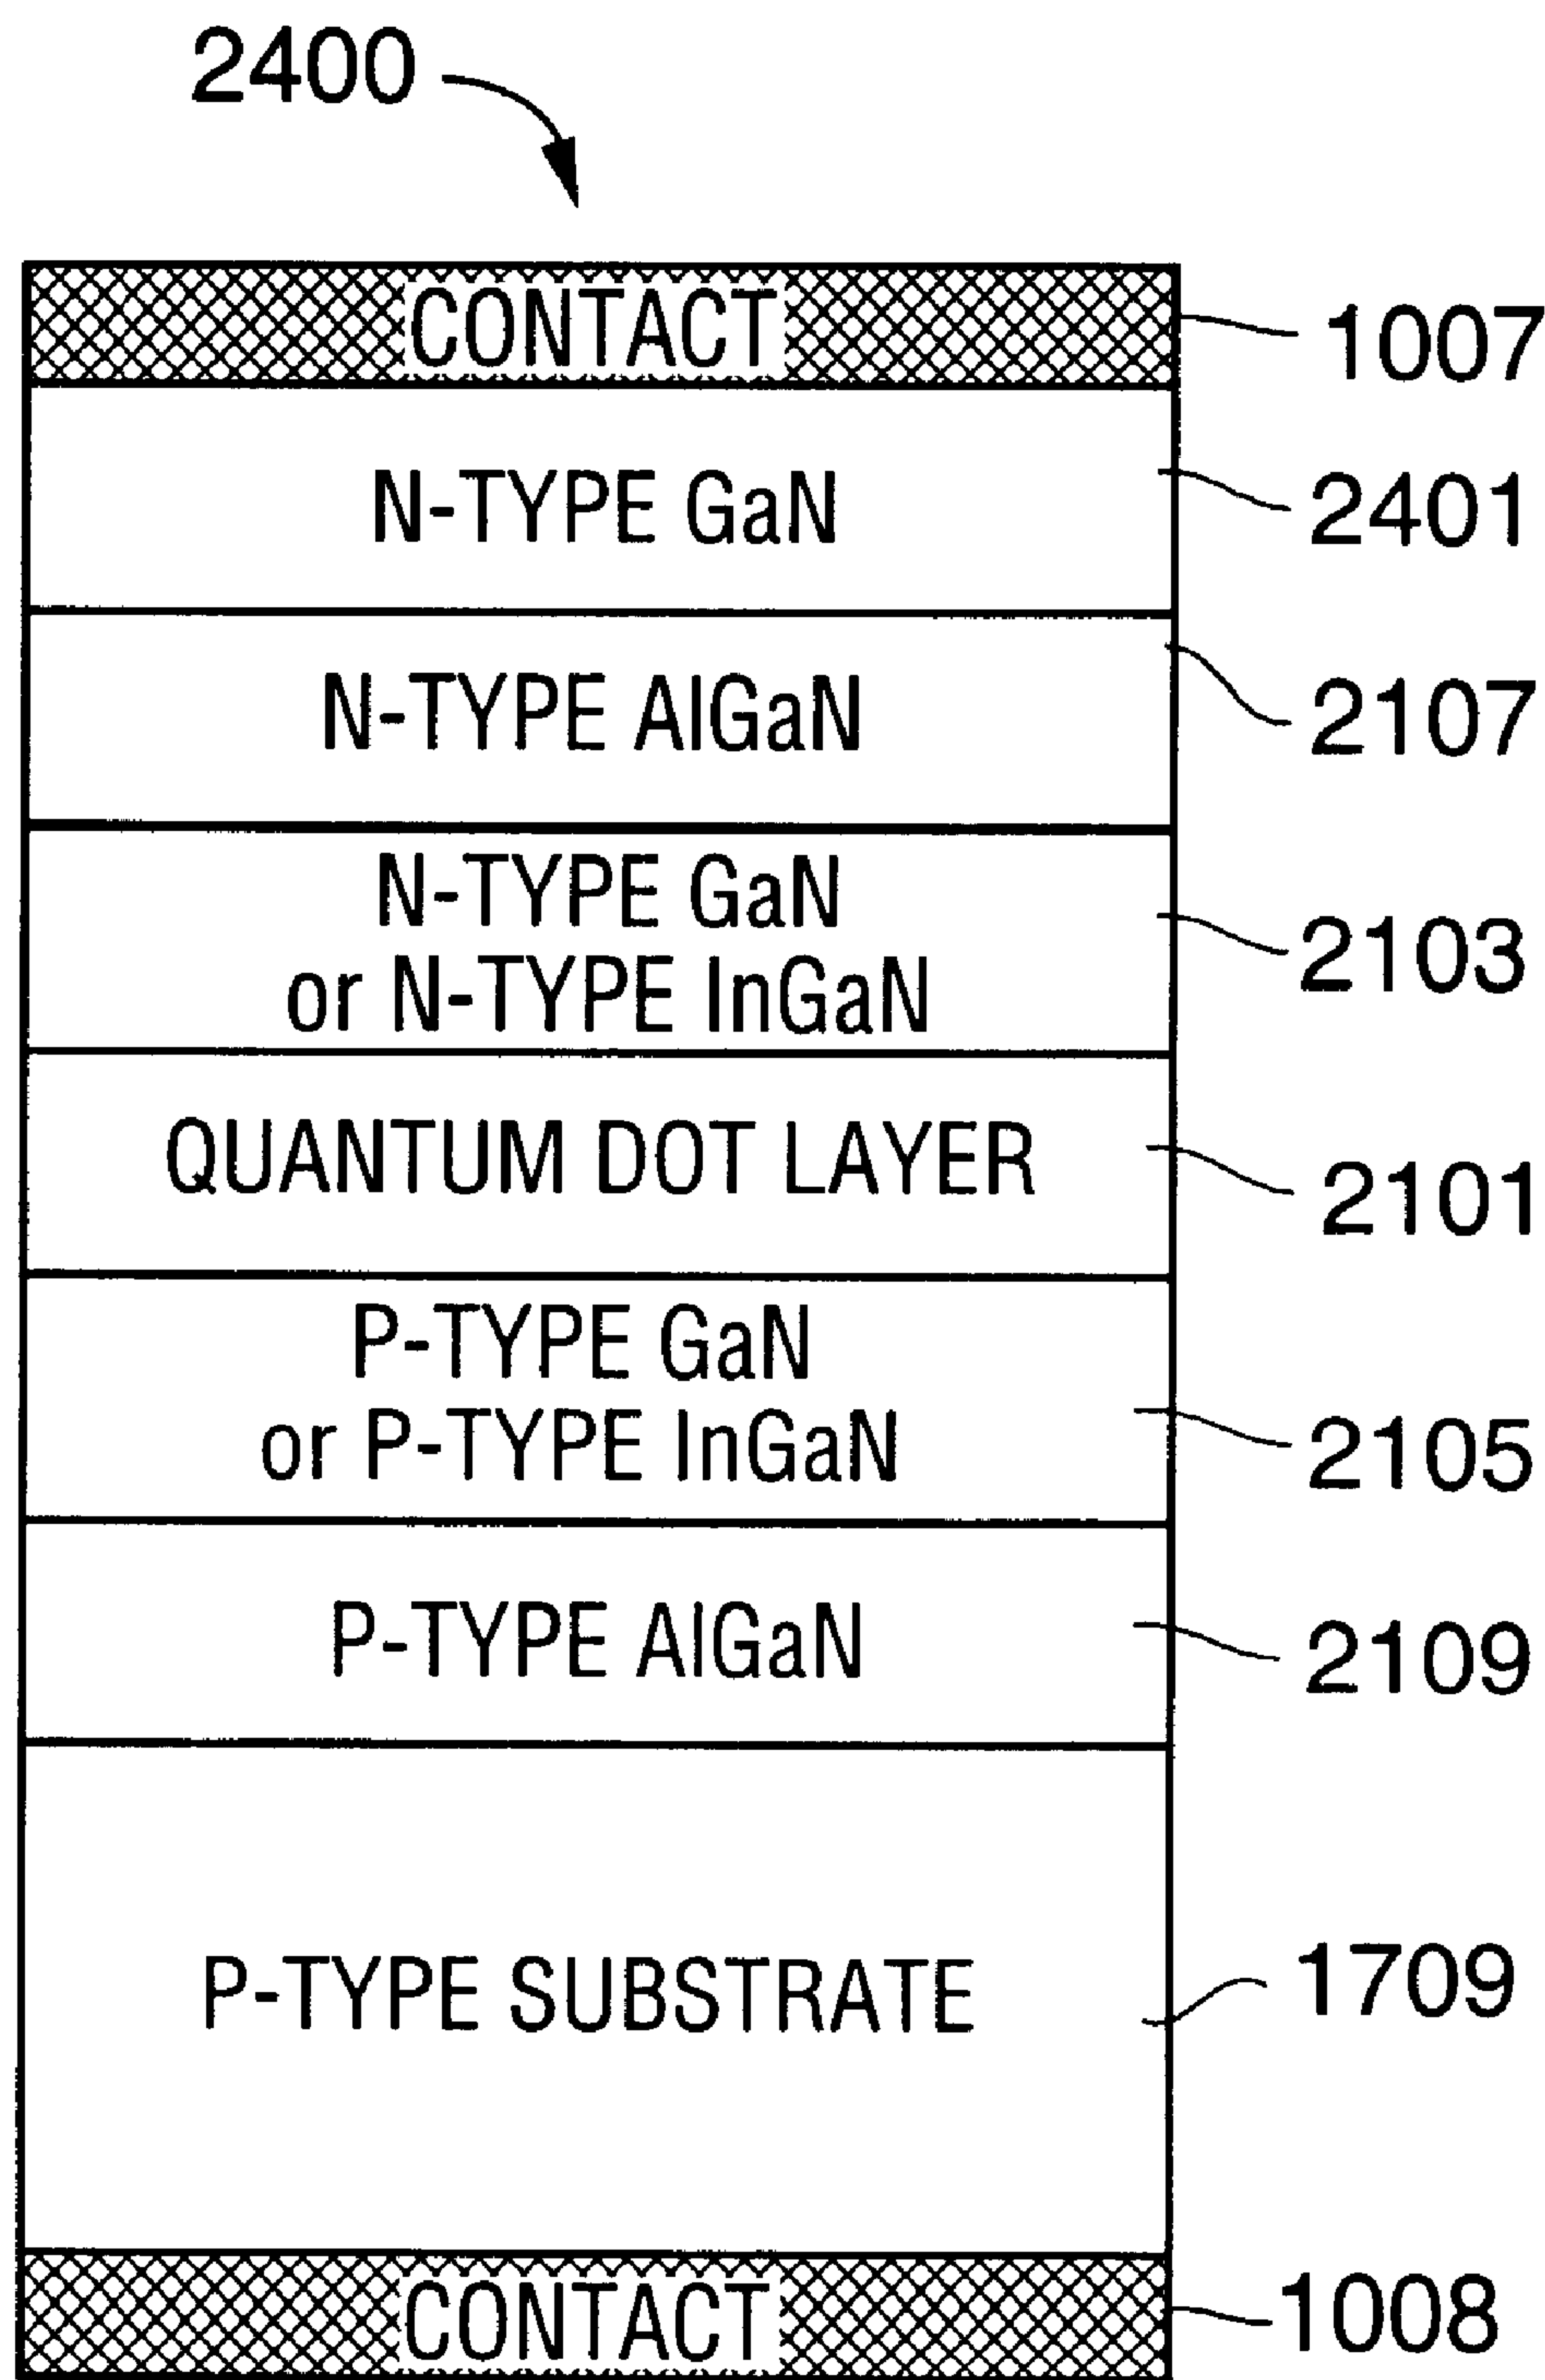 2400
CONTACT
1007
N-TYPE GaN
2401
N-TYPE AlGaN
2107
N-TYPE GaN
or N-TYPE InGaN
2103
QUANTUM DOT LAYER
2101
P-TYPE GaN
or P-TYPE InGaN
2105
P-TYPE AlGaN
2109
P-TYPE SUBSTRATE
1709
CONTACT
1008